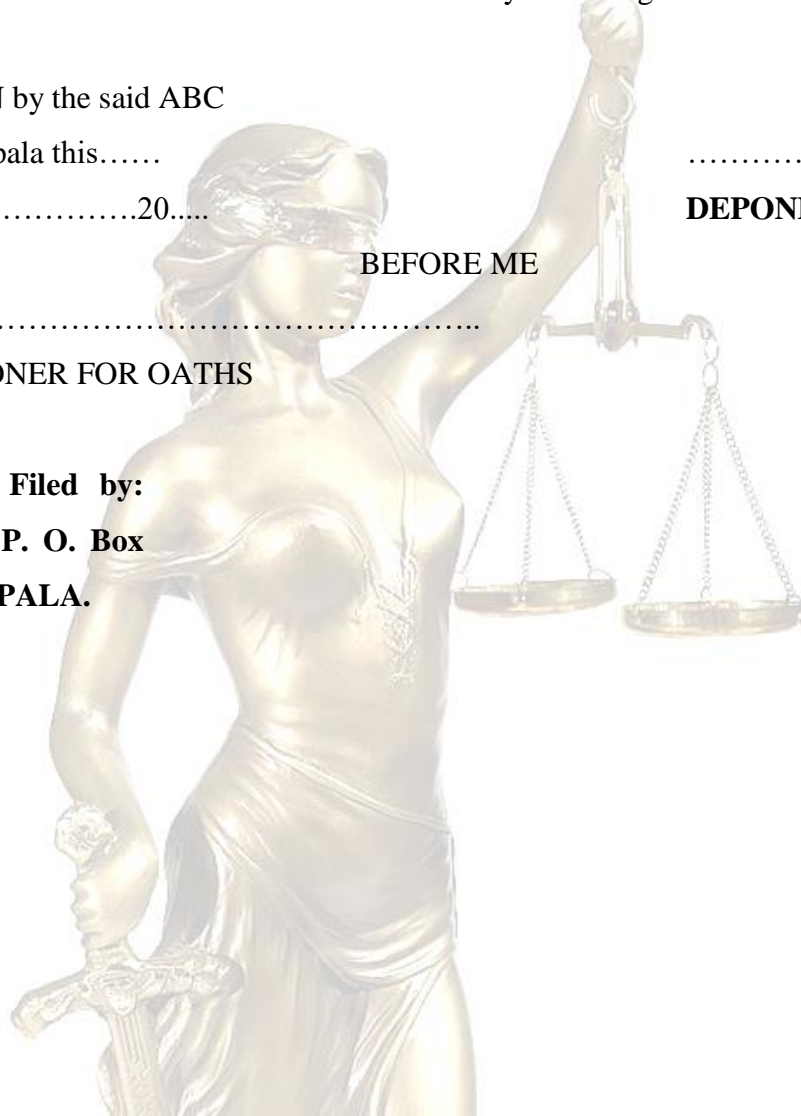 by the said ABC
pala this…… …………
………….20..... DEPON
BEFORE ME
………………………………………..
ONER FOR OATHS
Filed by:
P. O. Box
PALA.